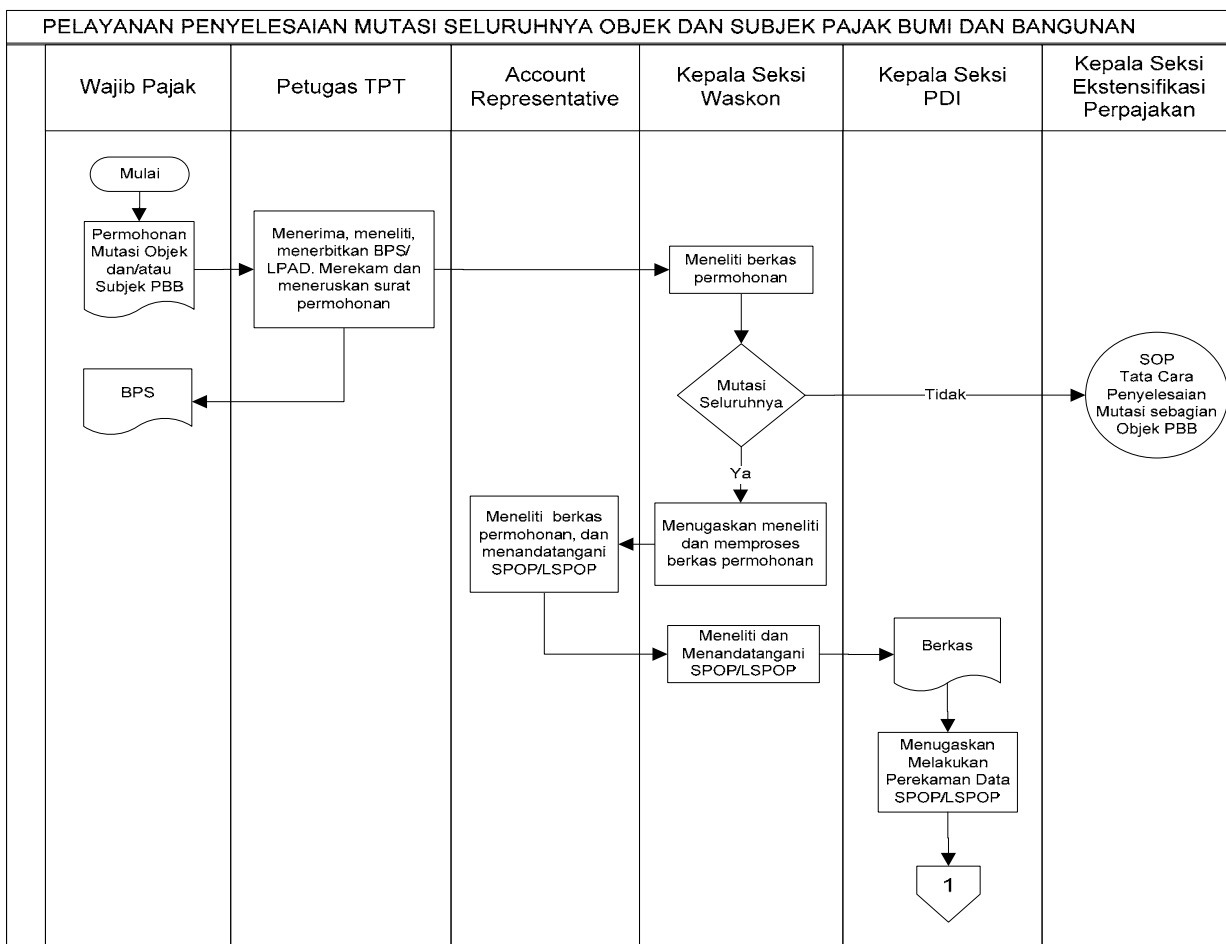 PELAYANAN PENYELESAIAN MUTASI SELURUHNYA OBJEK DAN SUBJEK PAJAK BUMI DAN BANGUNAN
Wajib Pajak
Petugas TPT
Account
Representative
Kepala Seksi
Waskon
Kepala Seksi
PDI
Kepala Seksi
Ekstensifikasi
Perpajakan
Mulai
Permohonan
Mutasi Objek
dan/atau
Subjek PBB
Menerima, meneliti,
menerbitkan BPS/
LPAD. Merekam dan
meneruskan surat
permohonan
Meneliti berkas
permohonan
BPS
Mutasi
Seluruhnya
Tidak
SOP
Tata Cara
Penyelesaian
Mutasi sebagian
Objek PBB
Ya
Menugaskan meneliti
dan memproses
berkas permohonan
Meneliti berkas
permohonan, dan
menandatangani
SPOP/LSPOP
Meneliti dan
Menandatangani
SPOP/LSPOP
Berkas
Menugaskan
Melakukan
Perekaman Data
SPOP/LSPOP
1